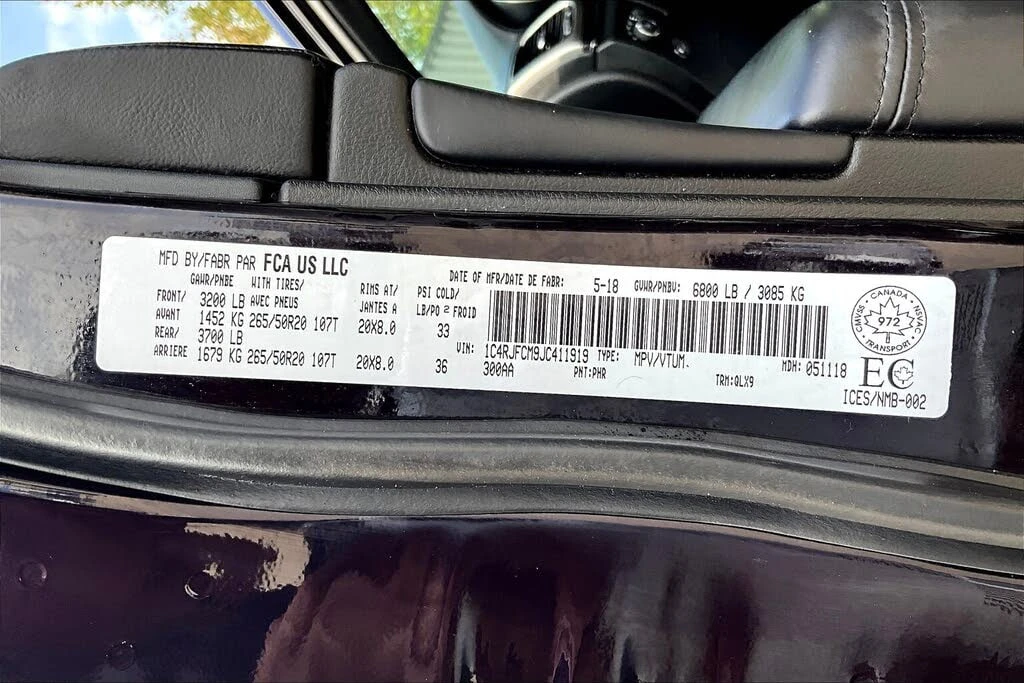 MFD BY/FABR PAR FCA US LLC
DATE OF MFR/DATE DE FABR: 5-18 GVWR/PNBV: 6800 LB / 3085 KG
GAWR/PNBE WITH TIRES/ RIMS AT/ PSI COLD/
FRONT/ 3200 LB AVEC PNEUS JANTES A LB/PO 2 FROID
AVANT 1452 KG 265/50R20 107T 20X8.0 33
REAR/ 3700 LB
ARRIERE 1679 KG 265/50R20 107T 20X8.0 36
VIN: 1C4RJFCM9JC411919 TYPE: MPV/VTUM. MDH: 051118
300AA PNT:PHR TRM:QLX9
CANADA
CMVSS NSVAC
972
TRANSPORT
EC
ICES/NMB-002